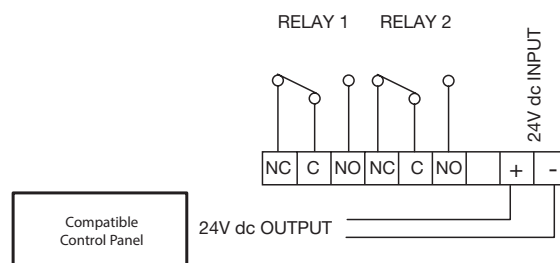 RELAY 1 RELAY 2
24V dc INPUT
NC C NO NC C NO + -
Compatible
Control Panel
24V dc OUTPUT